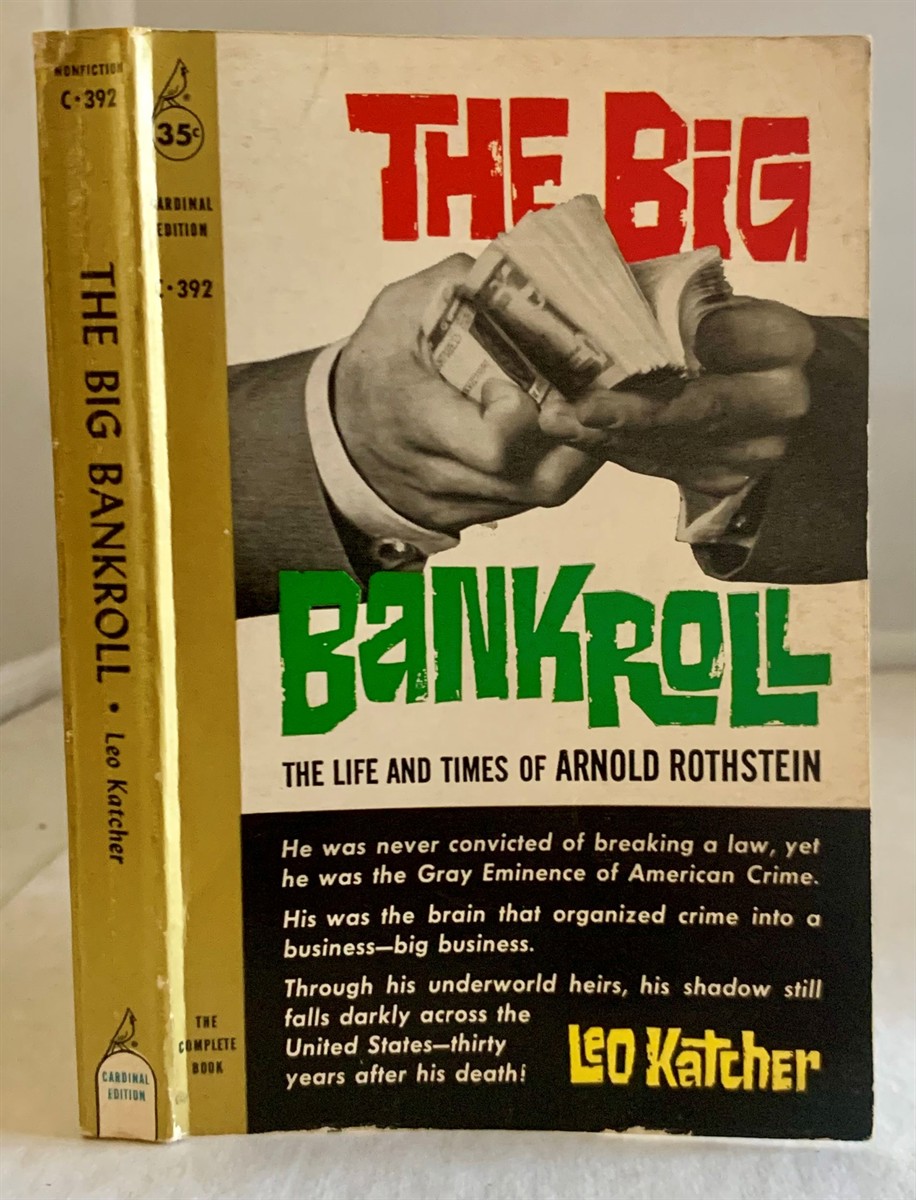 NONFICTION
C·392
THE BIG BANKROLL • Leo Katcher
CARDINAL
EDITION
35c
ARDINAL
EDITION
·392
THE
COMPLETE
BOOK
THE BIG
BANKROLL
THE LIFE AND TIMES OF ARNOLD ROTHSTEIN
He was never convicted of breaking a law, yet
he was the Gray Eminence of American Crime.
His was the brain that organized crime into a
business—big business.
Through his underworld heirs, his shadow still
falls darkly across the
United States—thirty
years after his death!
Leo Katcher